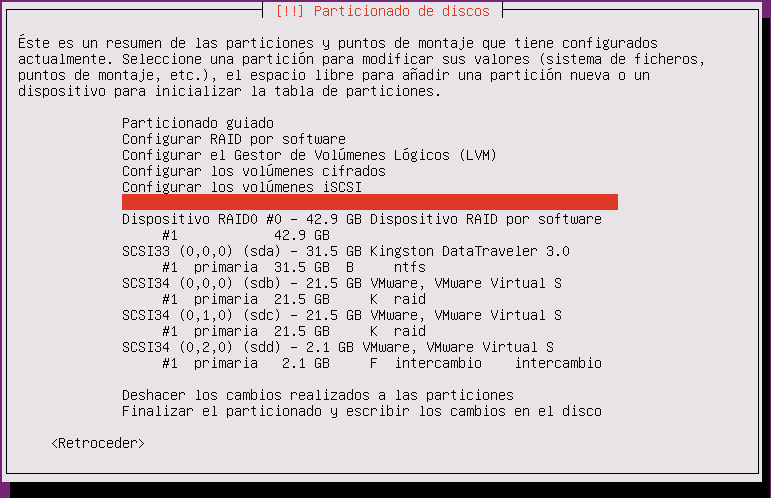 [!!] Particionado de discos
Éste es un resumen de las particiones y puntos de montaje que tiene configurados
actualmente. Seleccione una partición para modificar sus valores (sistema de ficheros,
puntos de montaje, etc.), el espacio libre para añadir una partición nueva o un
dispositivo para inicializar la tabla de particiones.
Particionado guiado
Configurar RAID por software
Configurar el Gestor de Volúmenes Lógicos (LVM)
Configurar los volúmenes cifrados
Configurar los volúmenes iSCSI
Dispositivo RAID0 #0 – 42.9 GB Dispositivo RAID por software
#1 42.9 GB
SCSI33 (0,0,0) (sda) – 31.5 GB Kingston DataTraveler 3.0
#1 primaria 31.5 GB B ntfs
SCSI34 (0,0,0) (sdb) – 21.5 GB VMware, VMware Virtual S
#1 primaria 21.5 GB K raid
SCSI34 (0,1,0) (sdc) – 21.5 GB VMware, VMware Virtual S
#1 primaria 21.5 GB K raid
SCSI34 (0,2,0) (sdd) – 2.1 GB VMware, VMware Virtual S
#1 primaria 2.1 GB F intercambio intercambio
Deshacer los cambios realizados a las particiones
Finalizar el particionado y escribir los cambios en el disco
<Retroceder>